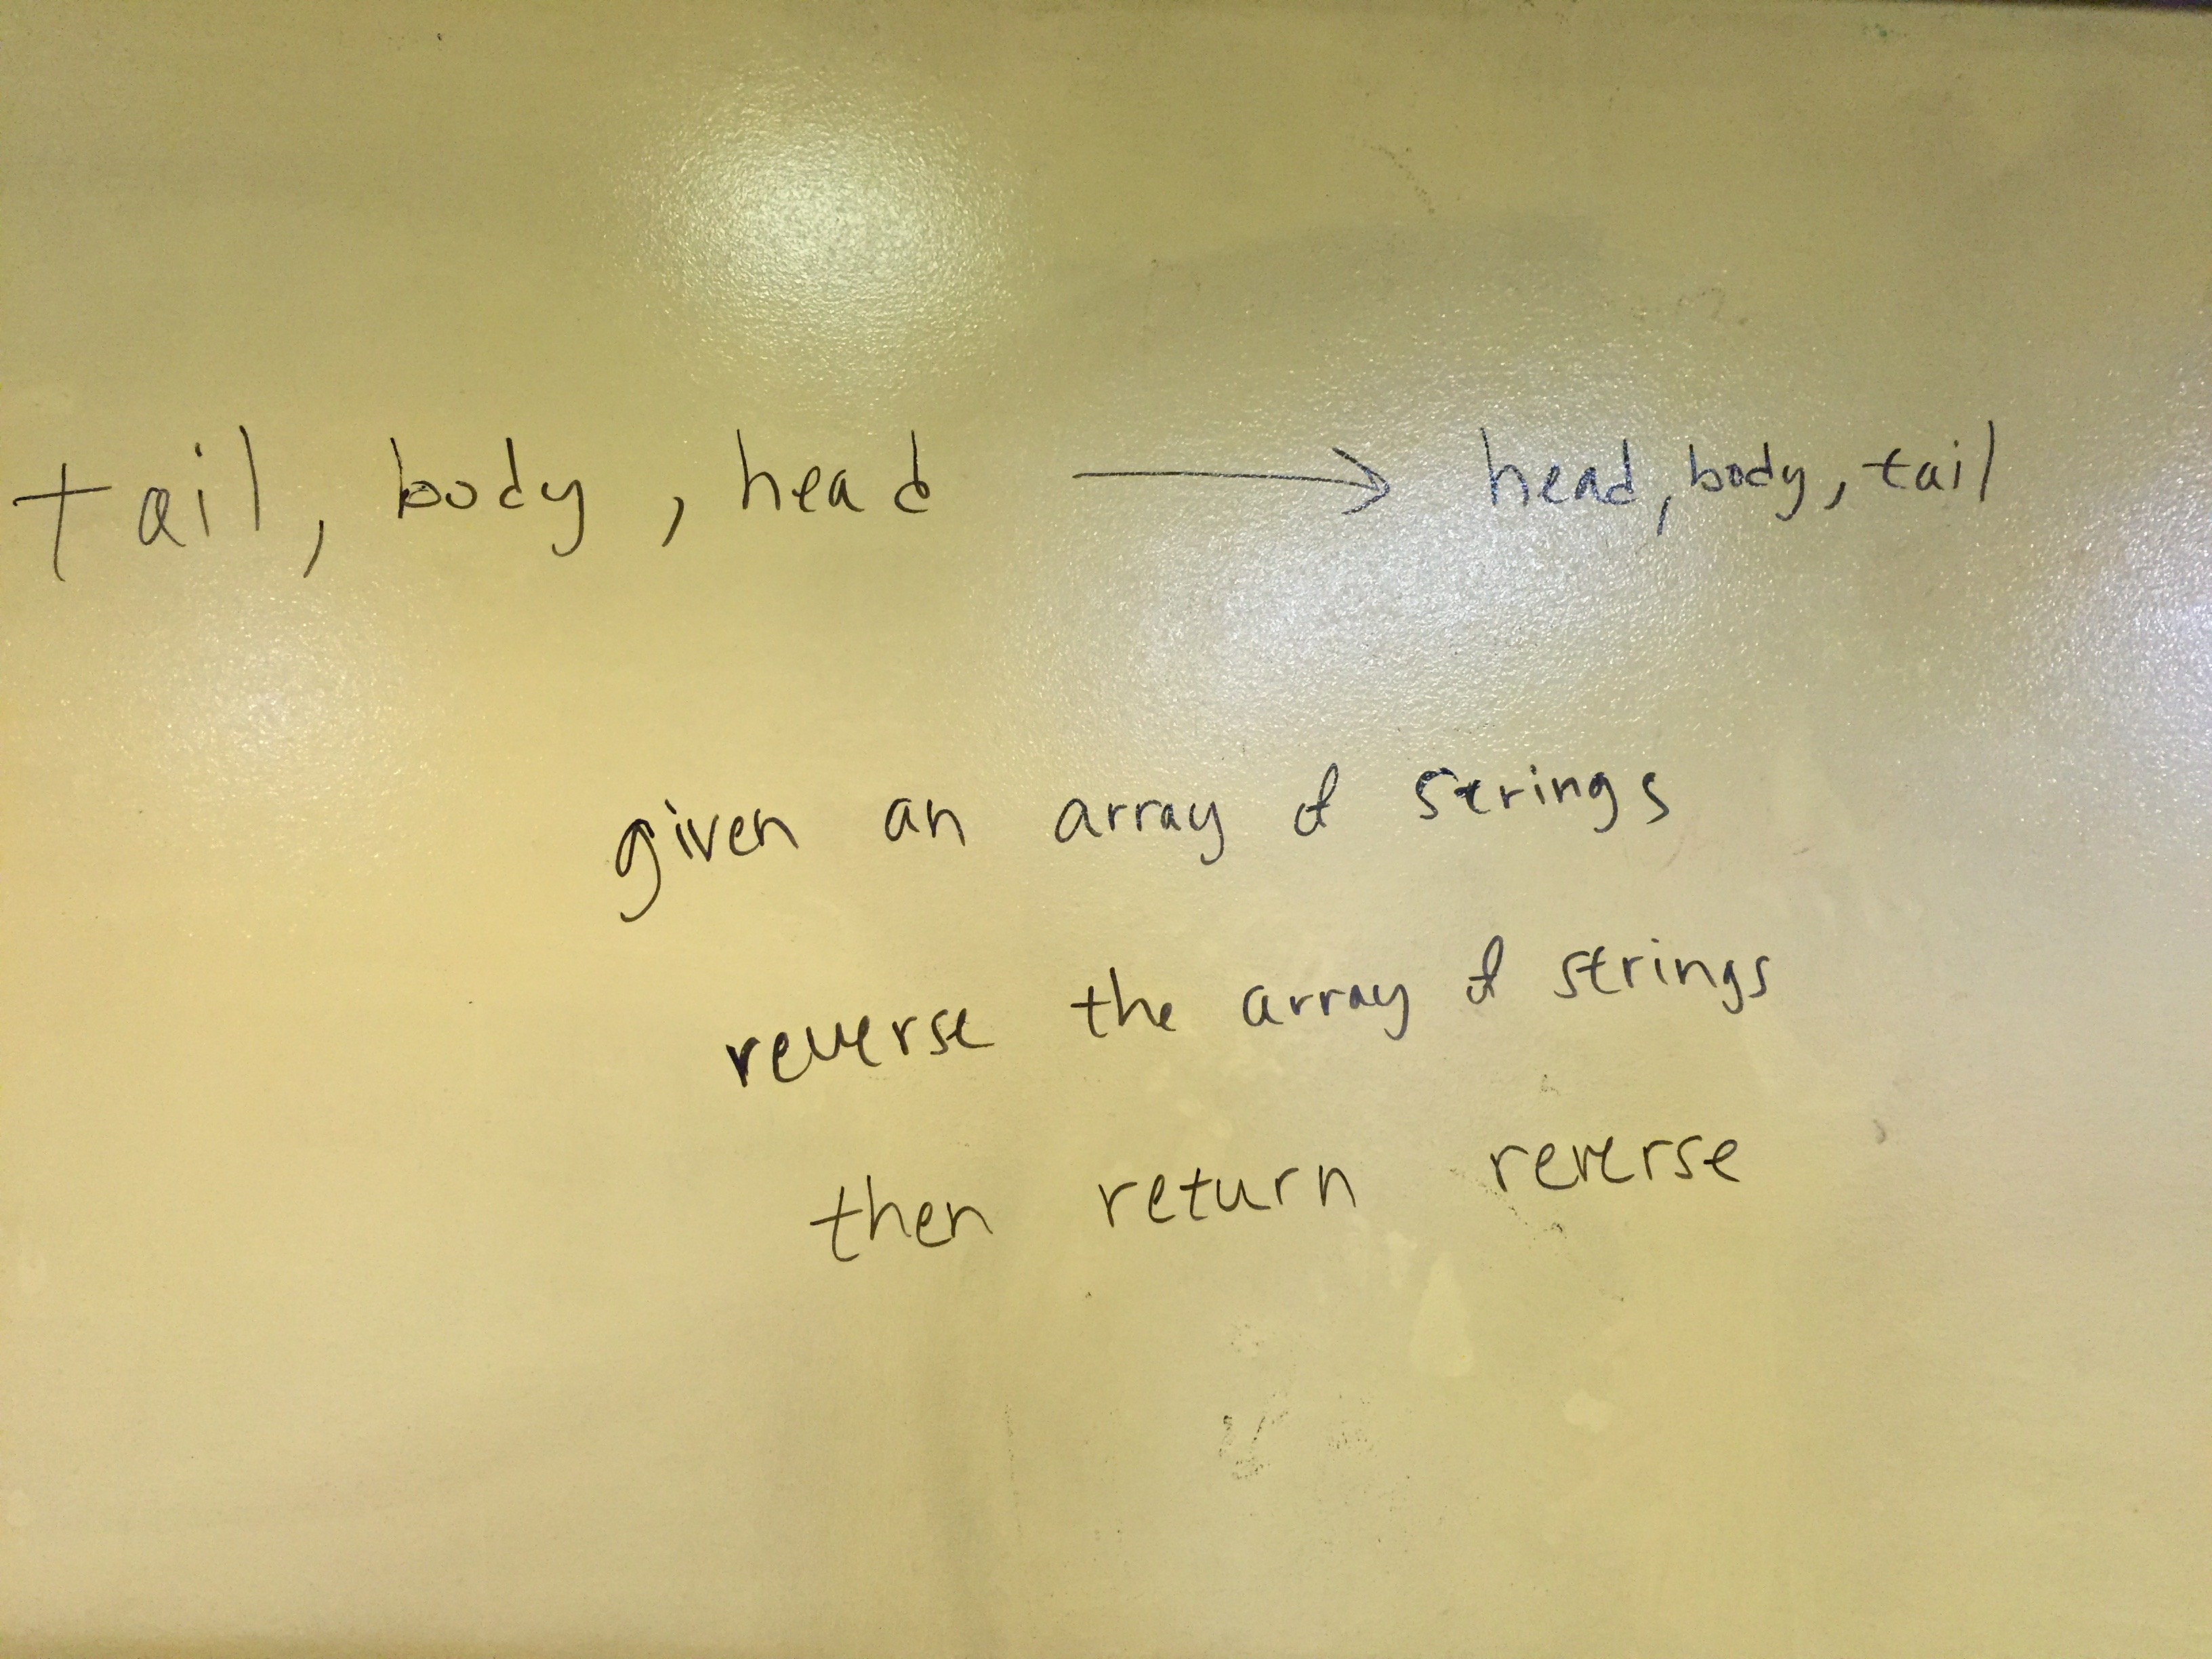 tail, body, head → head, body, tail
given an array of strings
reverse the array of strings
then return reverse